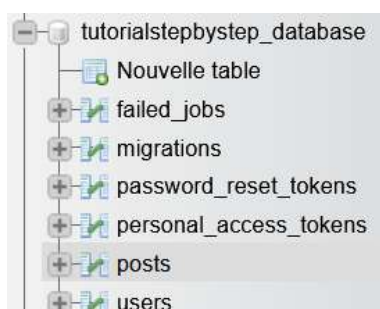 tutorialstepbystep_database
Nouvelle table
failed_jobs
migrations
password_reset_tokens
personal_access_tokens
posts
users